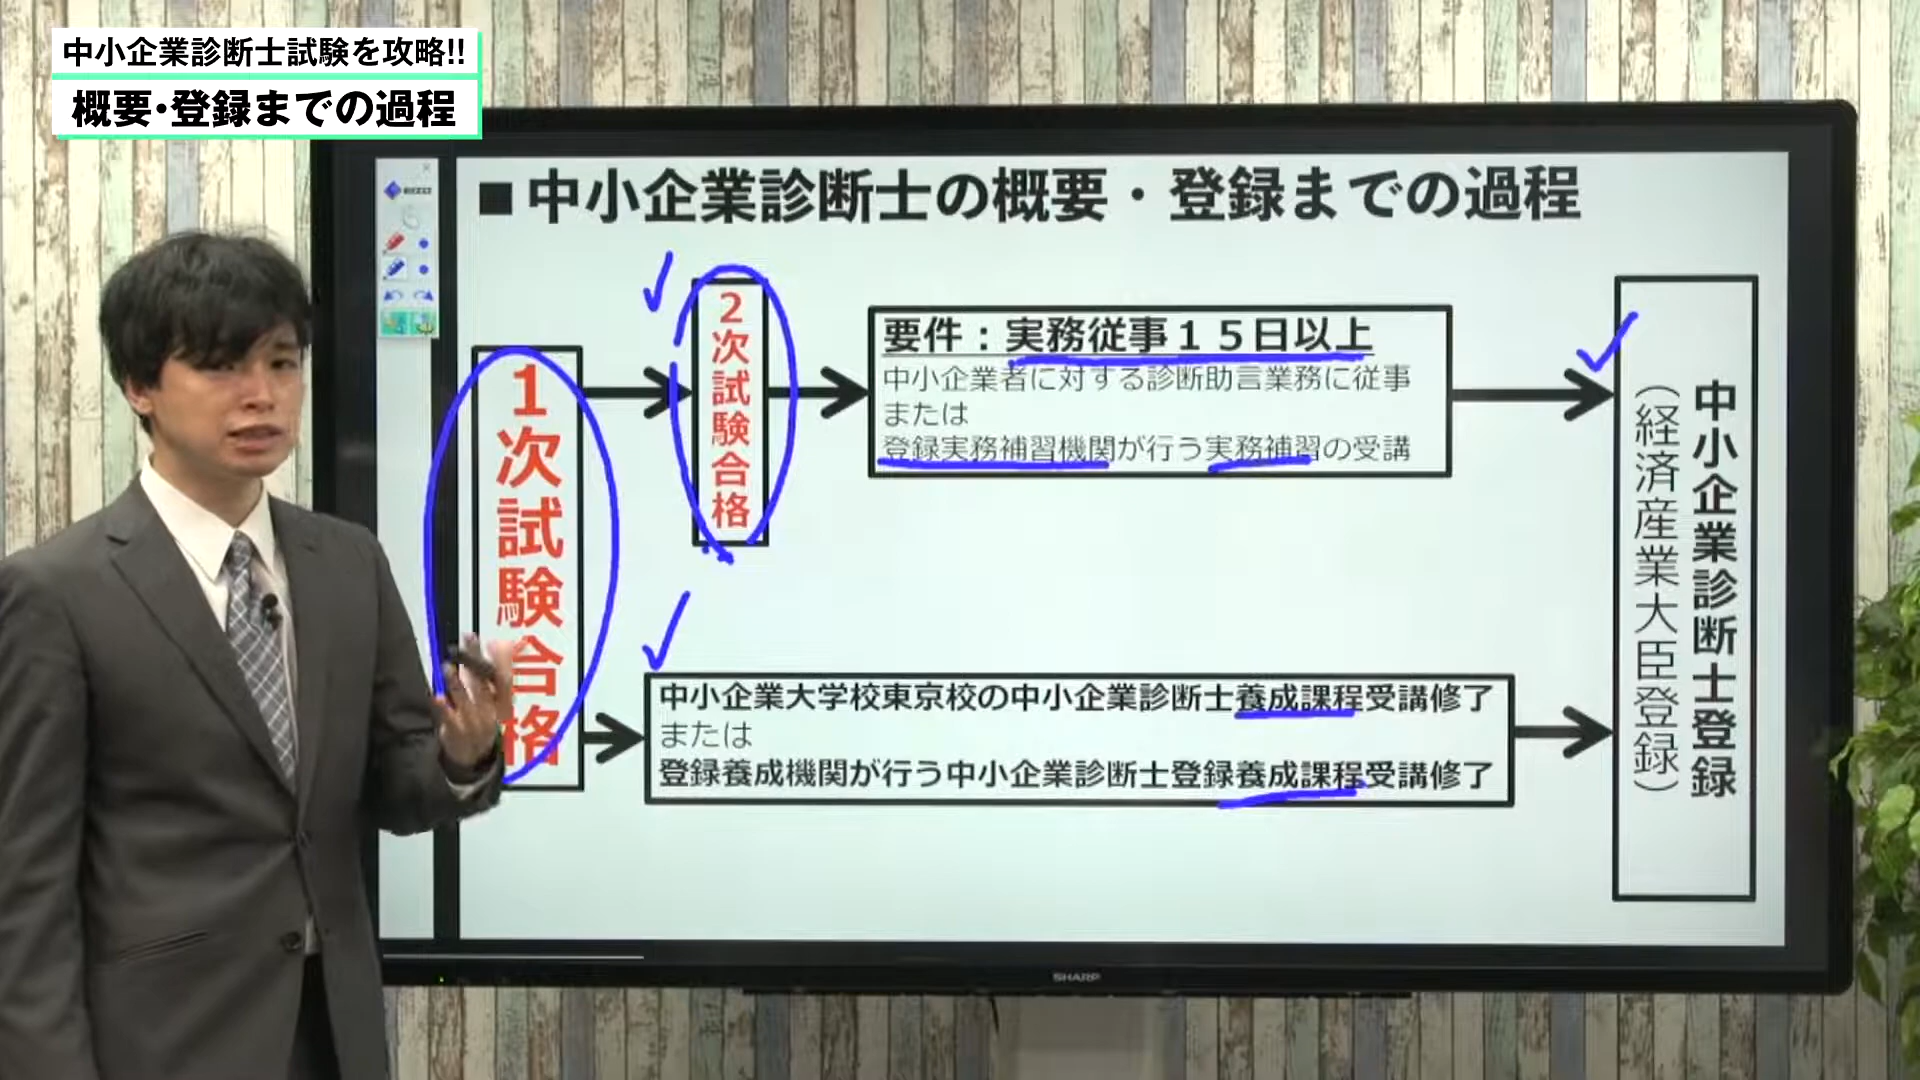 中小企業診断士試験を攻略!!
概要・登録までの過程
■中小企業診断士の概要・登録までの過程
1次試験合格
2次試験合格
要件：実務従事15日以上
中小企業者に対する診断助言業務に従事
または
登録実務補習機関が行う実務補習の受講
中小企業大学校東京校の中小企業診断士養成課程受講修了
または
登録養成機関が行う中小企業診断士登録養成課程受講修了
中小企業診断士登録
（経済産業大臣登録）
SHARP